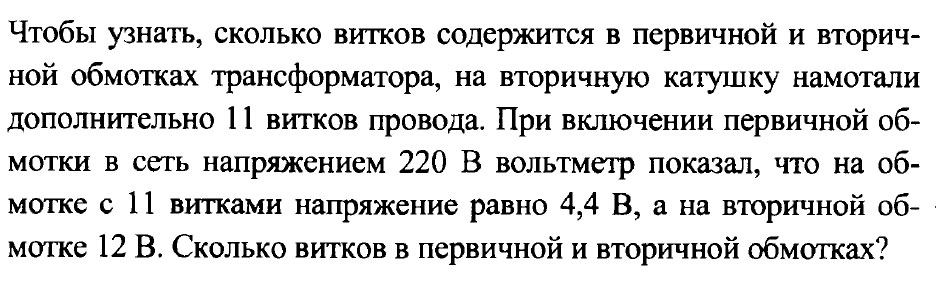 Чтобы узнать, сколько витков содержится в первичной и вторич-
ной обмотках трансформатора, на вторичную катушку намотали
дополнительно 11 витков провода. При включении первичной об-
мотки в сеть напряжением 220 В вольтметр показал, что на об-
мотке с 11 витками напряжение равно 4,4 В, а на вторичной об-
мотке 12 В. Сколько витков в первичной и вторичной обмотках?